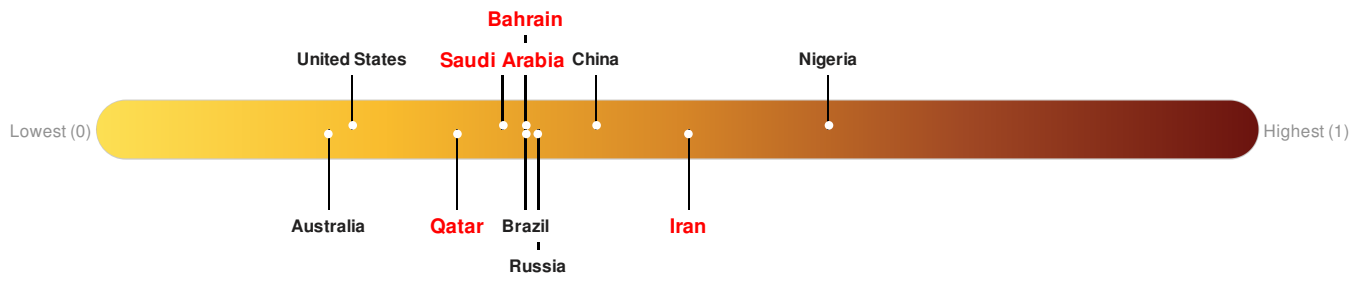 Bahrain
United States
Saudi Arabia
China
Nigeria
Lowest (0)
Highest (1)
Australia
Qatar
Brazil
Iran
Russia